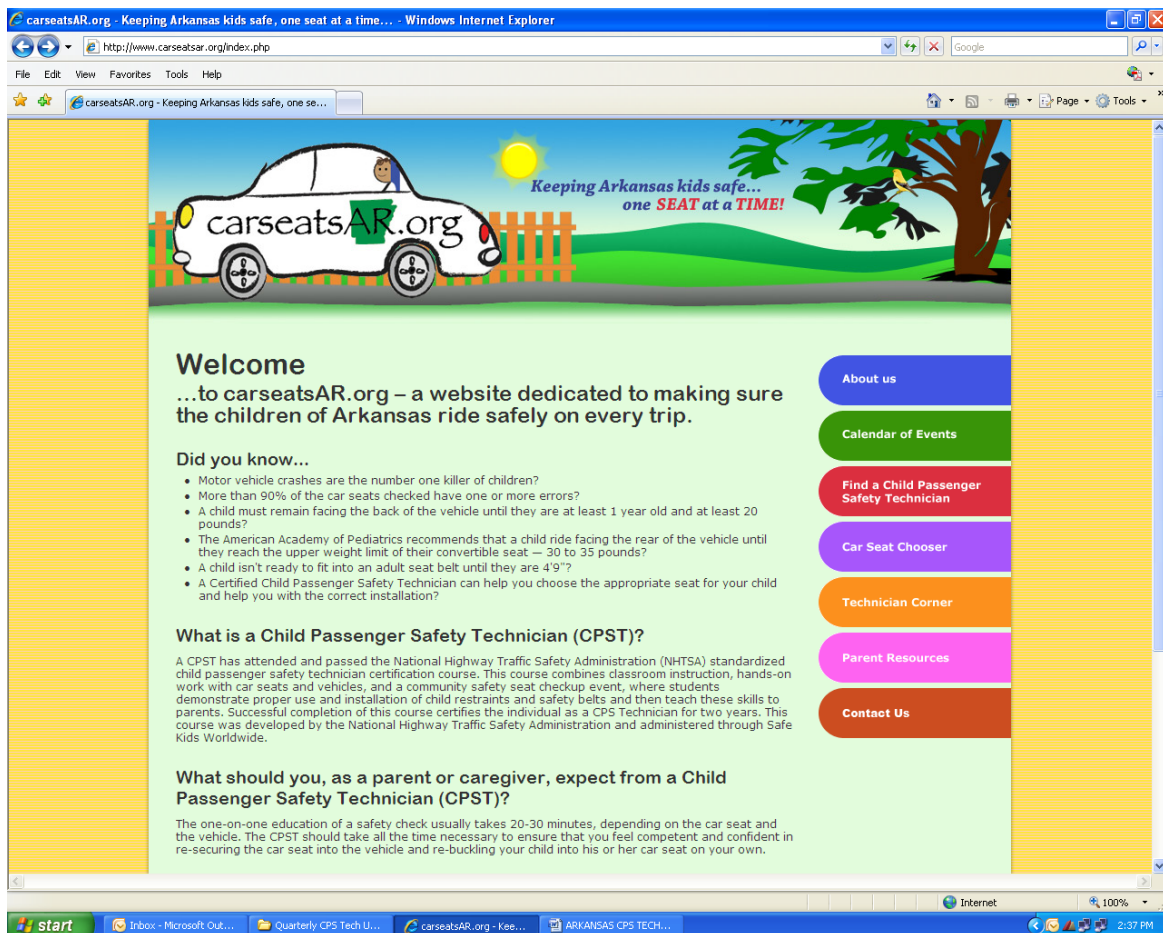 carseatsAR.org - Keeping Arkansas kids safe, one seat at a time... - Windows Internet Explorer
http://www.carseatsar.org/index.php
Google
File Edit View Favorites Tools Help
carseatsAR.org - Keeping Arkansas kids safe, one se...
Page Tools
Keeping Arkansas kids safe...
one SEAT at a TIME!
carseatsAR.org
Welcome
...to carseatsAR.org – a website dedicated to making sure
the children of Arkansas ride safely on every trip.
Did you know...
• Motor vehicle crashes are the number one killer of children?
• More than 90% of the car seats checked have one or more errors?
• A child must remain facing the back of the vehicle until they are at least 1 year old and at least 20
pounds?
• The American Academy of Pediatrics recommends that a child ride facing the rear of the vehicle until
they reach the upper weight limit of their convertible seat — 30 to 35 pounds?
• A child isn't ready to fit into an adult seat belt until they are 4'9"?
• A Certified Child Passenger Safety Technician can help you choose the appropriate seat for your child
and help you with the correct installation?
What is a Child Passenger Safety Technician (CPST)?
A CPST has attended and passed the National Highway Traffic Safety Administration (NHTSA) standardized
child passenger safety technician certification course. This course combines classroom instruction, hands-on
work with car seats and vehicles, and a community safety seat checkup event, where students
demonstrate proper use and installation of child restraints and safety belts and then teach these skills to
parents. Successful completion of this course certifies the individual as a CPS Technician for two years. This
course was developed by the National Highway Traffic Safety Administration and administered through Safe
Kids Worldwide.
What should you, as a parent or caregiver, expect from a Child
Passenger Safety Technician (CPST)?
The one-on-one education of a safety check usually takes 20-30 minutes, depending on the car seat and
the vehicle. The CPST should take all the time necessary to ensure that you feel competent and confident in
re-securing the car seat into the vehicle and re-buckling your child into his or her car seat on your own.
About us
Calendar of Events
Find a Child Passenger
Safety Technician
Car Seat Chooser
Technician Corner
Parent Resources
Contact Us
Internet
100%
start
Inbox - Microsoft Out...
Quarterly CPS Tech U...
carseatsAR.org - Kee...
ARKANSAS CPS TECH...
2:37 PM